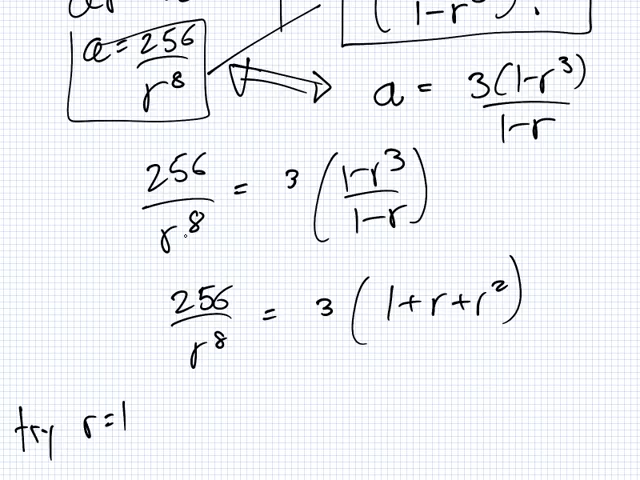 a = 256/r^8
(1-r
a = 3(1-r^3)/1-r
256/r^8 = 3 (1-r^3/1-r)
256/r^8 = 3 (1+r+r^2)
try r=1